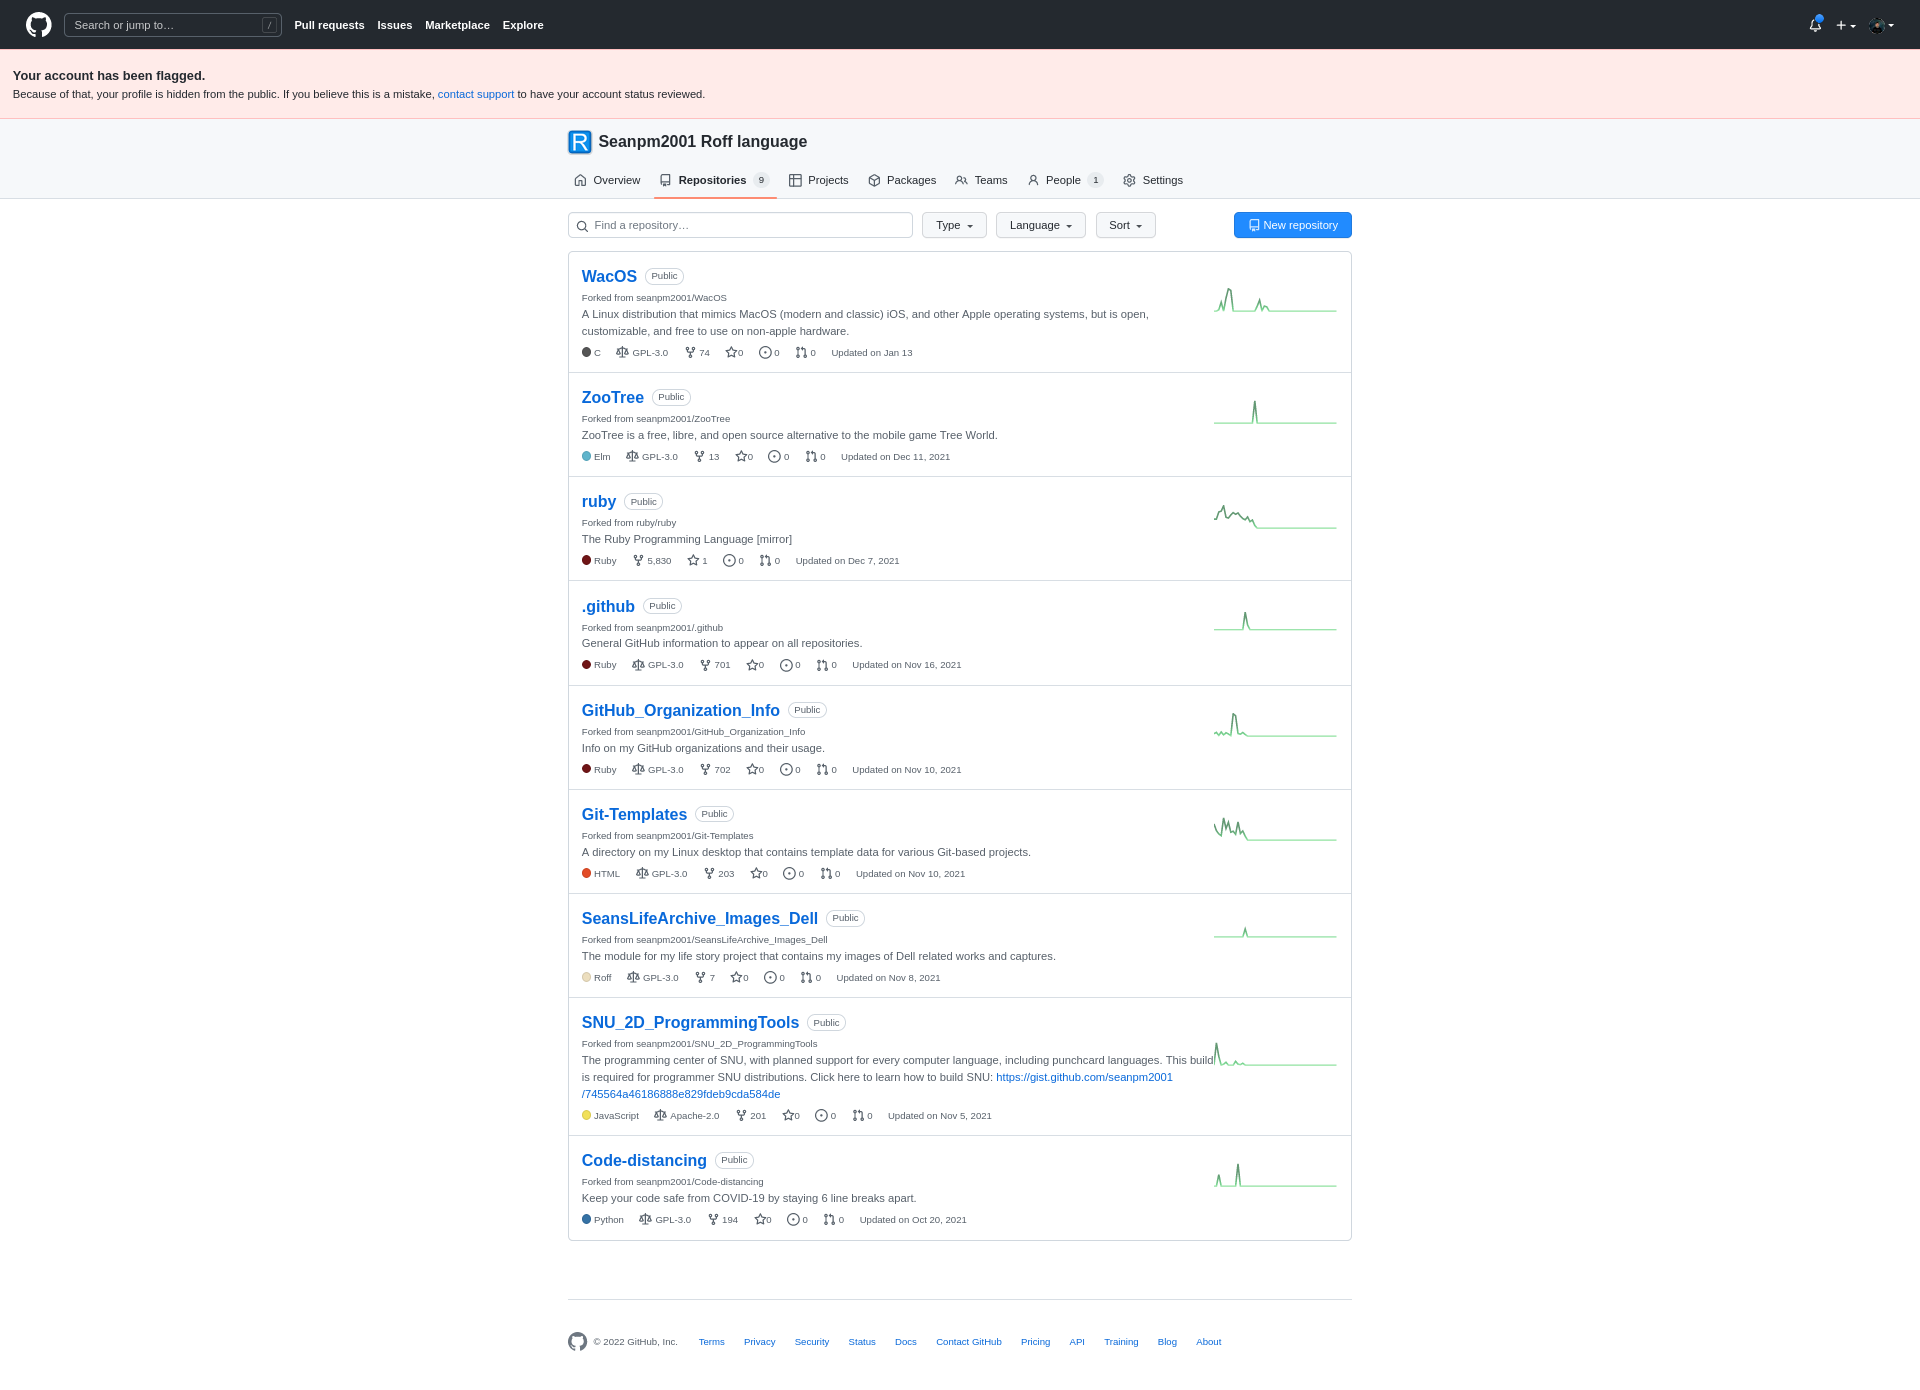 Search or jump to…
/
Pull requests Issues Marketplace Explore
Your account has been flagged.
Because of that, your profile is hidden from the public. If you believe this is a mistake, contact support to have your account status reviewed.
R Seanpm2001 Roff language
Overview Repositories 9 Projects Packages Teams People 1 Settings
Find a repository… Type Language Sort New repository
WacOS Public
Forked from seanpm2001/WacOS
A Linux distribution that mimics MacOS (modern and classic) iOS, and other Apple operating systems, but is open,
customizable, and free to use on non-apple hardware.
C GPL-3.0 74 0 0 0 Updated on Jan 13
ZooTree Public
Forked from seanpm2001/ZooTree
ZooTree is a free, libre, and open source alternative to the mobile game Tree World.
Elm GPL-3.0 13 0 0 0 Updated on Dec 11, 2021
ruby Public
Forked from ruby/ruby
The Ruby Programming Language [mirror]
Ruby 5,830 1 0 0 Updated on Dec 7, 2021
.github Public
Forked from seanpm2001/.github
General GitHub information to appear on all repositories.
Ruby GPL-3.0 701 0 0 0 Updated on Nov 16, 2021
GitHub_Organization_Info Public
Forked from seanpm2001/GitHub_Organization_Info
Info on my GitHub organizations and their usage.
Ruby GPL-3.0 702 0 0 0 Updated on Nov 10, 2021
Git-Templates Public
Forked from seanpm2001/Git-Templates
A directory on my Linux desktop that contains template data for various Git-based projects.
HTML GPL-3.0 203 0 0 0 Updated on Nov 10, 2021
SeansLifeArchive_Images_Dell Public
Forked from seanpm2001/SeansLifeArchive_Images_Dell
The module for my life story project that contains my images of Dell related works and captures.
Roff GPL-3.0 7 0 0 0 Updated on Nov 8, 2021
SNU_2D_ProgrammingTools Public
Forked from seanpm2001/SNU_2D_ProgrammingTools
The programming center of SNU, with planned support for every computer language, including punchcard languages. This build
is required for programmer SNU distributions. Click here to learn how to build SNU: https://gist.github.com/seanpm2001
/745564a46186888e829fdeb9cda584de
JavaScript Apache-2.0 201 0 0 0 Updated on Nov 5, 2021
Code-distancing Public
Forked from seanpm2001/Code-distancing
Keep your code safe from COVID-19 by staying 6 line breaks apart.
Python GPL-3.0 194 0 0 0 Updated on Oct 20, 2021
© 2022 GitHub, Inc. Terms Privacy Security Status Docs Contact GitHub Pricing API Training Blog About